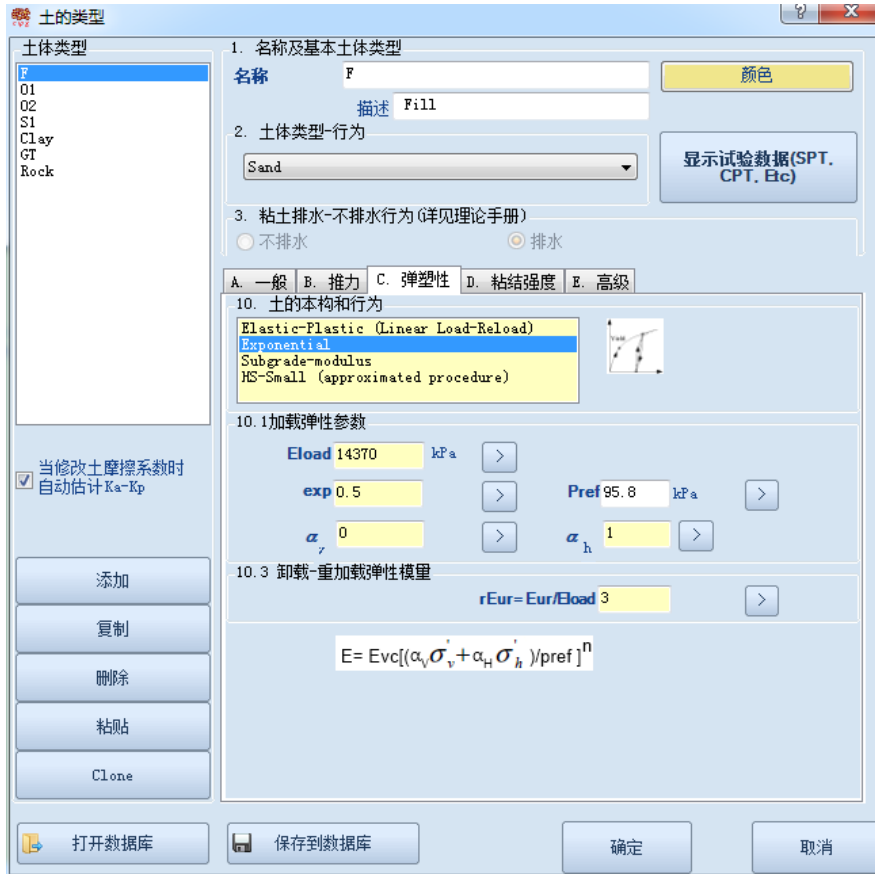 土的类型
土体类型
F
O1
O2
S1
Clay
GT
Rock
当修改土摩擦系数时
自动估计Ka-Kp
添加
复制
删除
粘贴
Clone
1. 名称及基本土体类型
名称 F 颜色
描述 Fill
2. 土体类型-行为
Sand
显示试验数据(SPT,
CPT, Etc)
3. 粘土排水-不排水行为(详见理论手册)
不排水 排水
A. 一般 B. 推力 C. 弹塑性 D. 粘结强度 E. 高级
10. 土的本构和行为
Elastic-Plastic (Linear Load-Reload)
Exponential
Subgrade-modulus
HS-Small (approximated procedure)
10.1加载弹性参数
Eload 14370 kPa >
exp 0.5 > Pref 95.8 kPa >
αv 0 > αh 1 >
10.3 卸载-重加载弹性模量
rEur=Eur/Eload 3 >
E= Evc[(αVσ'v+αHσ'h )/pref ]^n
打开数据库 保存到数据库 确定 取消